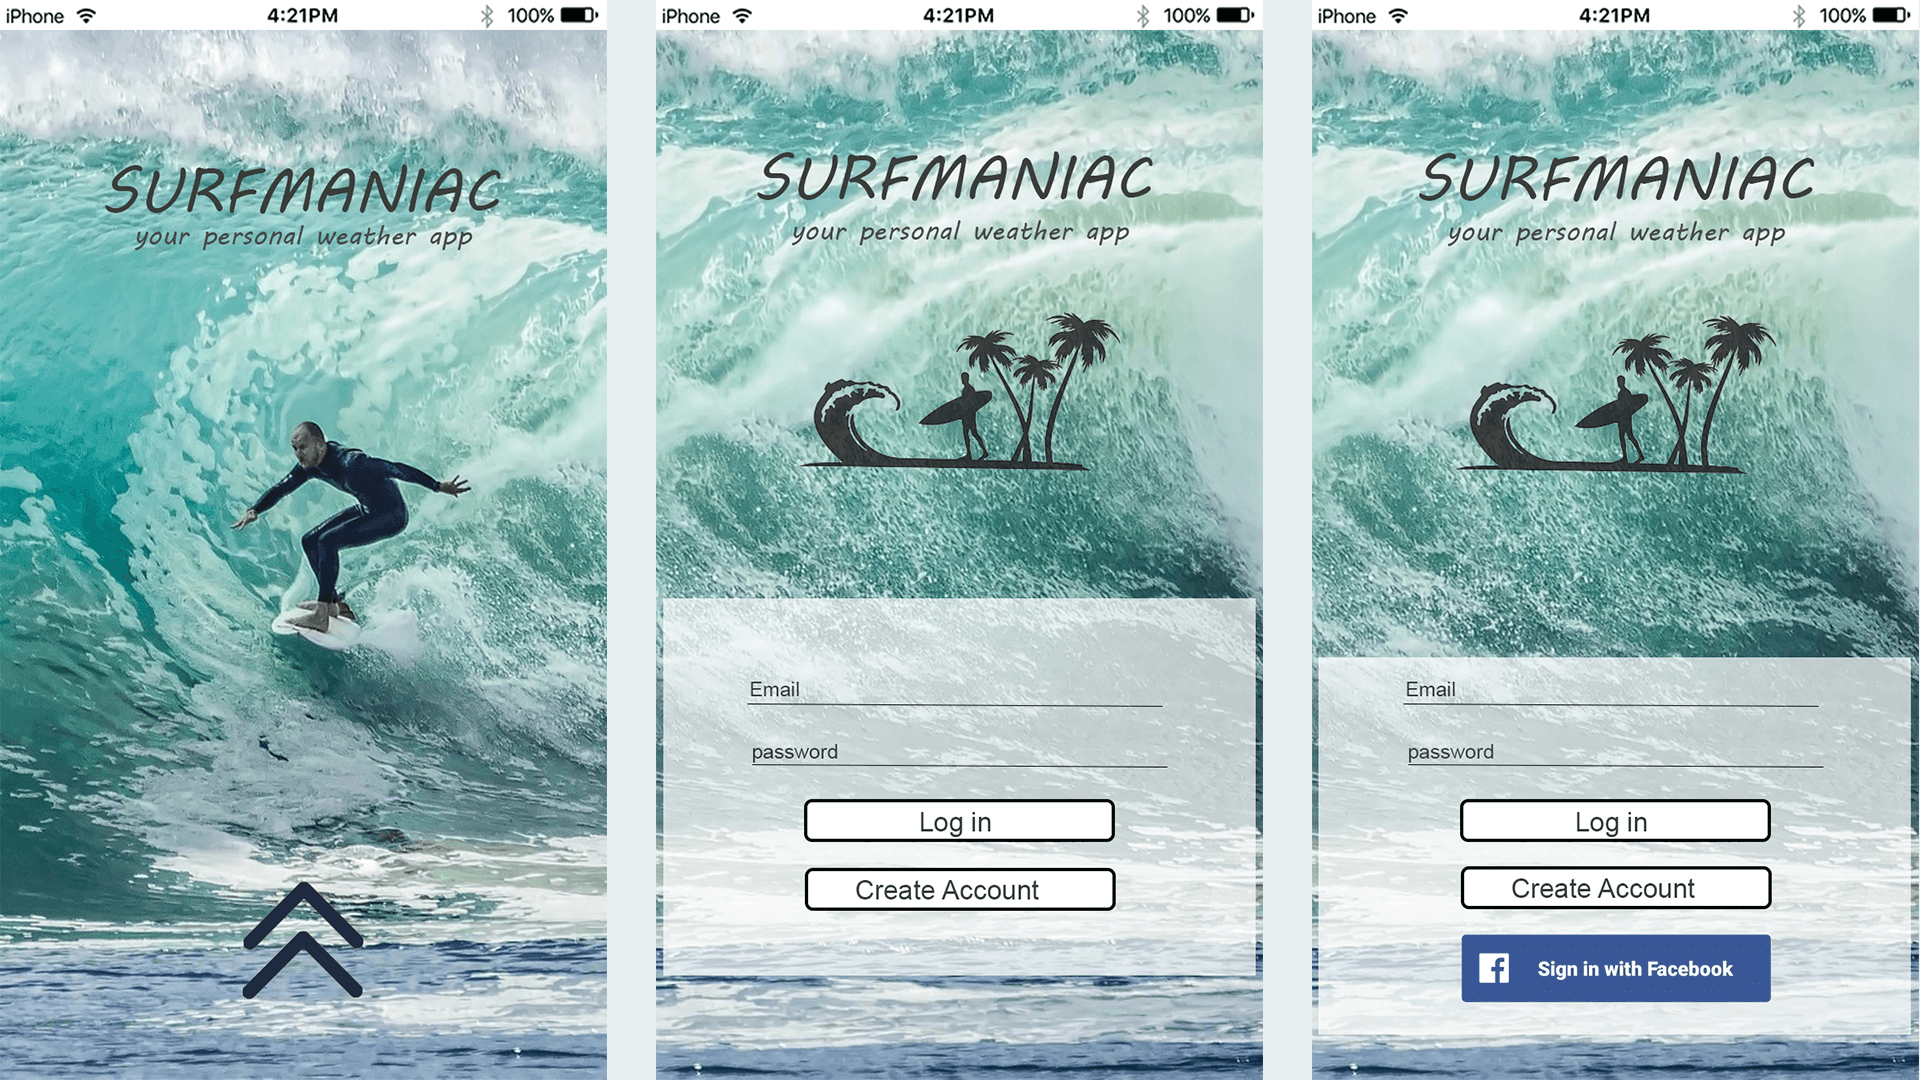 iPhone 4:21PM 100%
SURFMANIAC
your personal weather app
iPhone 4:21PM 100%
SURFMANIAC
your personal weather app
Email
password
Log in
Create Account
iPhone 4:21PM 100%
SURFMANIAC
your personal weather app
Email
password
Log in
Create Account
Sign in with Facebook